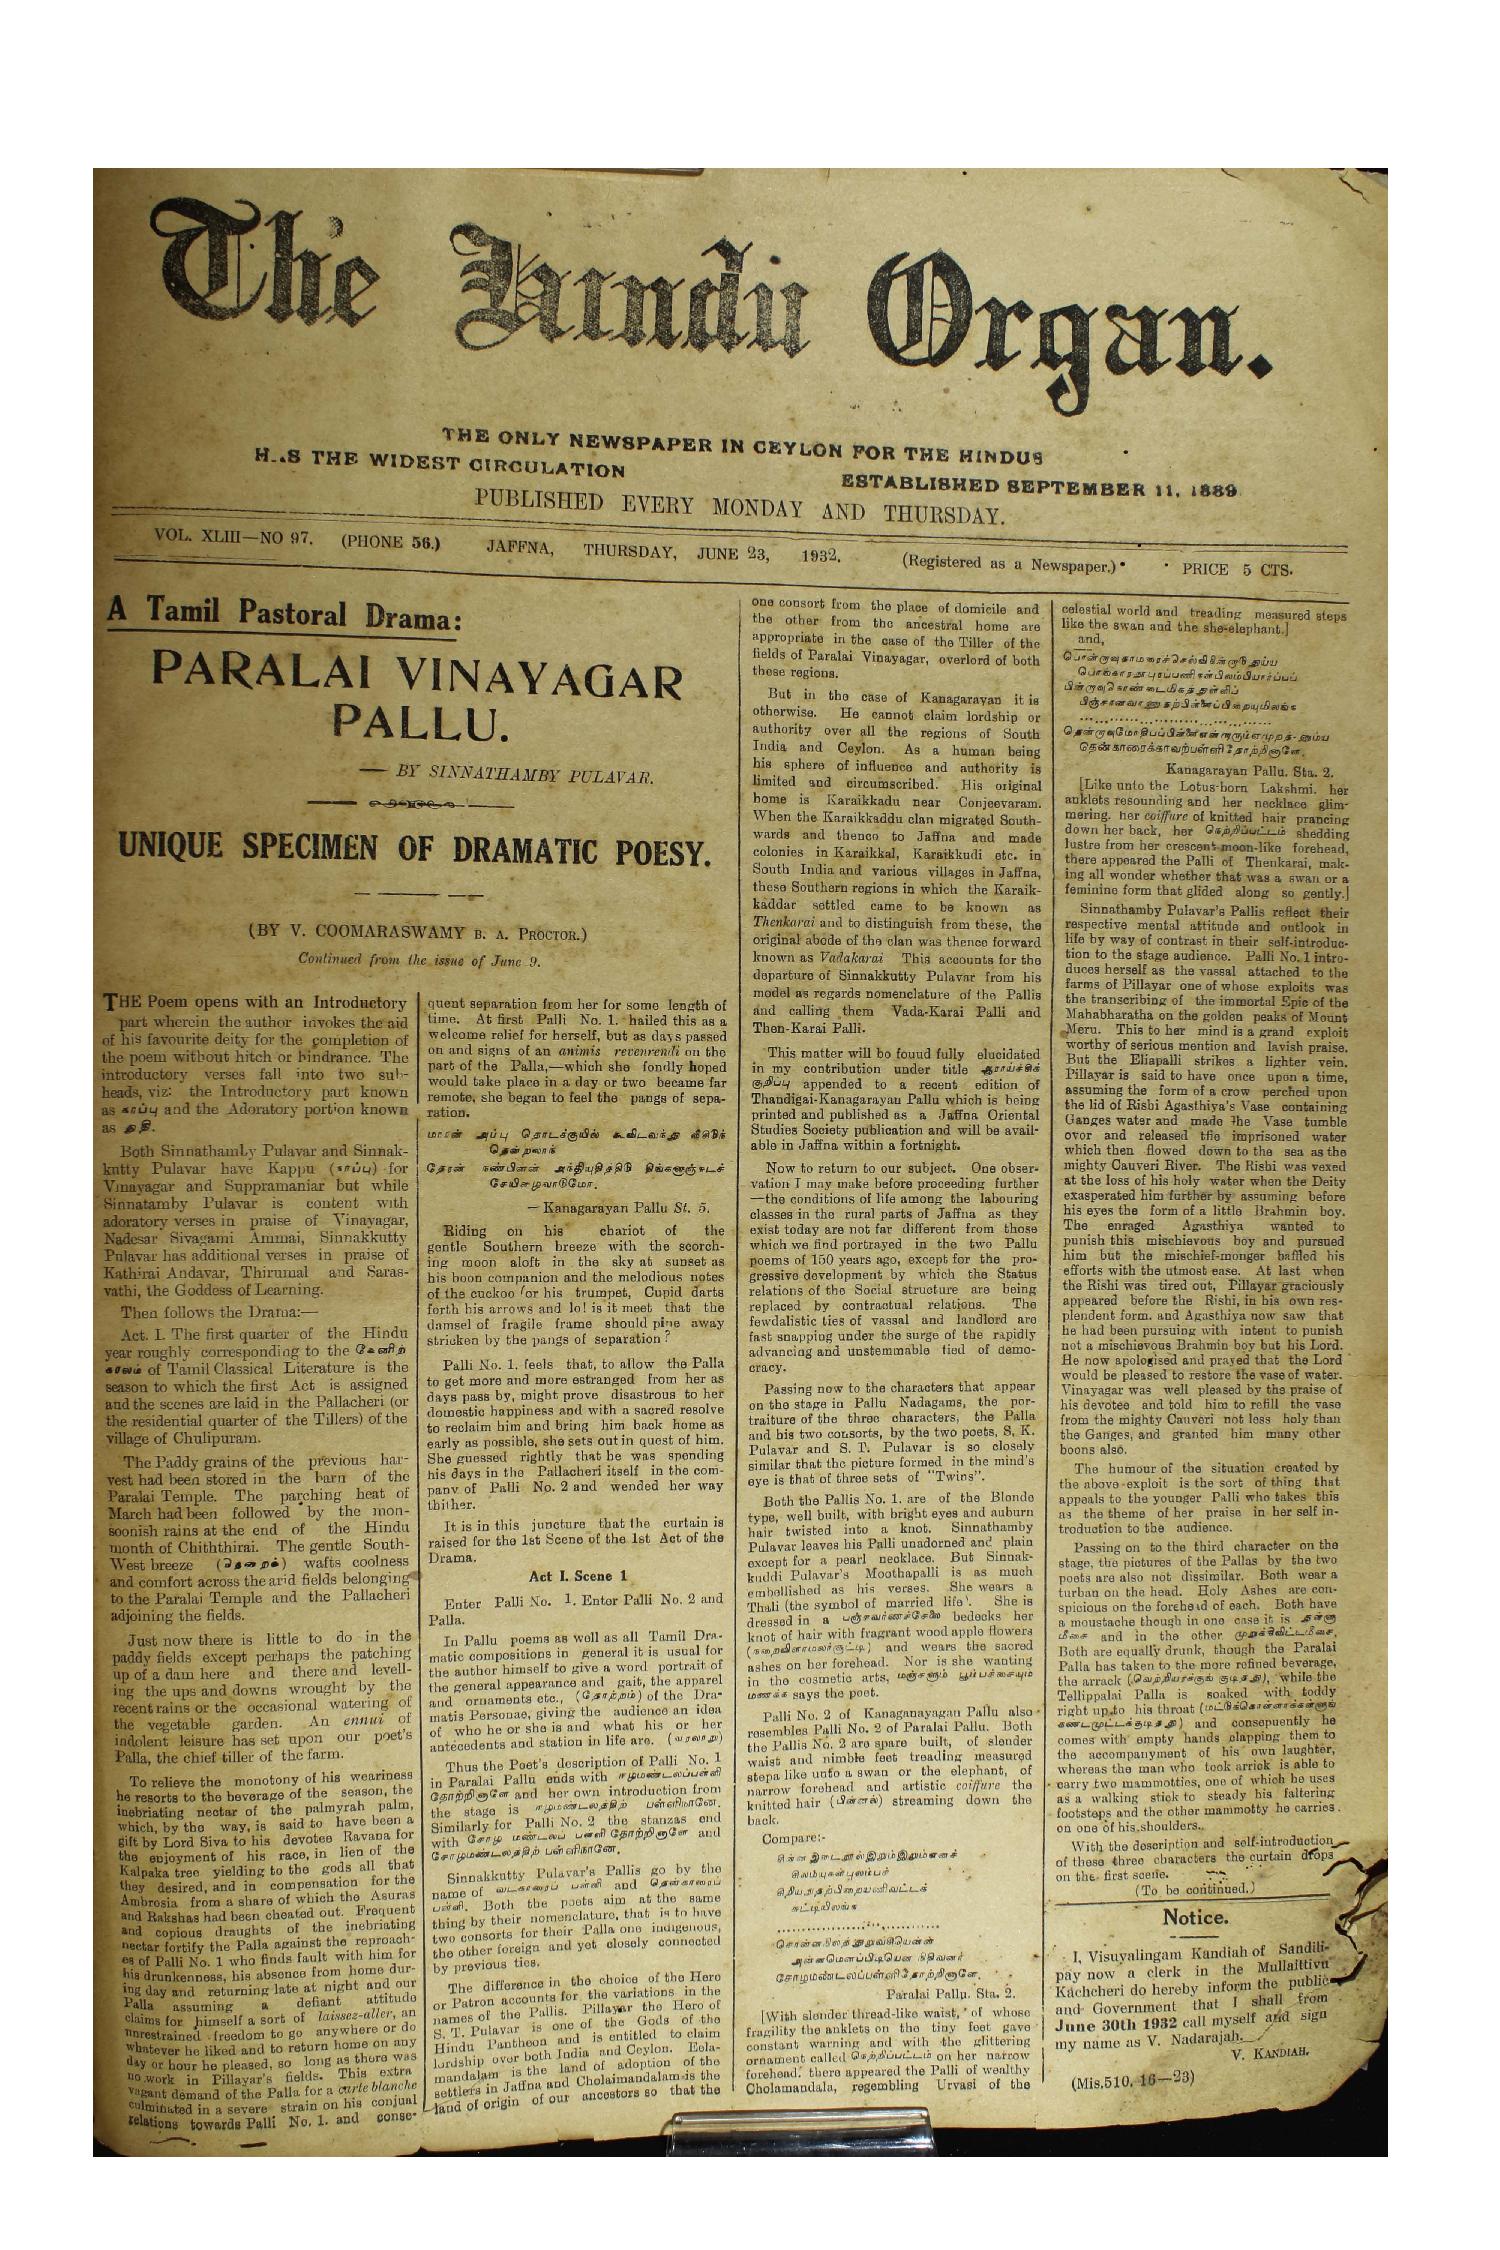 The Hindu Organ.
THE ONLY NEWSPAPER IN CEYLON FOR THE HINDUS
THE WIDEST CIRCULATION
ESTABLISHED SEPTEMBER 11, 1889
PUBLISHED EVERY MONDAY AND THURSDAY.
VOL. XLIII—NO 97. (PHONE 56.) JAFFNA, THURSDAY, JUNE 23, 1932. (Registered as a Newspaper.) PRICE 5 CTS.
A Tamil Pastoral Drama:
PARALAI VINAYAGAR
PALLU.
— BY SINNATHAMBY PULAVAR.
UNIQUE SPECIMEN OF DRAMATIC POESY.
(BY V. COOMARASWAMY B. A. PROCTOR.)
Continued from the issue of June 9.
THE Poem opens with an Introductory
part wherein the author invokes the aid
of his favourite deity for the completion of
the poem without hitch or hindrance. The
introductory verses fall into two sub-
heads, viz: the Introductory part known
as காப்பு and the Adoratory portion known
as துதி.
Both Sinnathamby Pulavar and Sinnak-
kutty Pulavar have Kappu (காப்பு) for
Vinayagar and Suppramaniar but while
Sinnatamby Pulavar is content with
adoratory verses in praise of Vinayagar,
Nadesar Sivagami Ammai, Sinnakkutty
Pulavar has additional verses in praise of
Kathirai Andavar, Thirumal and Saras-
vathi, the Goddess of Learning.
Then follows the Drama:—
Act. I. The first quarter of the Hindu
year roughly corresponding to the வேனிற்
காலம் of Tamil Classical Literature is the
season to which the first Act is assigned
and the scenes are laid in the Pallacheri (or
the residential quarter of the Tillers) of the
village of Chulipuram.
The Paddy grains of the previous har-
vest had been stored in the barn of the
Paralai Temple. The parching heat of
March had been followed by the mon-
soonish rains at the end of the Hindu
month of Chiththirai. The gentle South-
West breeze (தென்றல்) wafts coolness
and comfort across the arid fields belonging
to the Paralai Temple and the Pallacheri
adjoining the fields.
Just now there is little to do in the
paddy fields except perhaps the patching
up of a dam here and there and levell-
ing the ups and downs wrought by the
recent rains or the occasional watering of
the vegetable garden. An ennui of
indolent leisure has set upon our poet's
Palla, the chief tiller of the farm.
To relieve the monotony of his weariness
he resorts to the beverage of the season, the
inebriating nectar of the palmyrah palm,
which, by the way, is said to have been a
gift by Lord Siva to his devotee Ravana for
the enjoyment of his race, in lien of the
Kalpaka tree yielding to the gods all that
they desired, and in compensation for the
Ambrosia from a share of which the Asuras
and Rakshas had been cheated out. Frequent
and copious draughts of the inebriating
nectar fortify the Palla against the reproach-
es of Palli No. 1 who finds fault with him for
his drunkenness, his absence from home dur-
ing day and returning late at night and our
Palla assuming a defiant attitude
claims for himself a sort of laissez-aller, an
unrestrained freedom to go anywhere or do
whatever he liked and to return home on any
day or hour he pleased, so long as there was
no work in Pillayar's fields. This extra
vagant demand of the Palla for a carte blanche
culminated in a severe strain on his conjual
relations towards Palli No. 1. and conse-
quent separation from her for some length of
time. At first Palli No. 1. hailed this as a
welcome relief for herself, but as days passed
on and signs of an animis revenrendi on the
part of the Palla,—which she fondly hoped
would take place in a day or two became far
remote, she began to feel the pangs of sepa-
ration.
— Kanagarayan Pallu St. 5.
Riding on his chariot of the
gentle Southern breeze with the scorch-
ing moon aloft in the sky at sunset as
his boon companion and the melodious notes
of the cuckoo for his trumpet, Cupid darts
forth his arrows and lo! is it meet that the
damsel of fragile frame should pine away
stricken by the pangs of separation?
Palli No. 1. feels that, to allow the Palla
to get more and more estranged from her as
days pass by, might prove disastrous to her
domestic happiness and with a sacred resolve
to reclaim him and bring him back home as
early as possible, she sets out in quest of him.
She guessed rightly that he was spending
his days in the Pallacheri itself in the com-
pany of Palli No. 2 and wended her way
thither.
It is in this juncture that the curtain is
raised for the 1st Scene of the 1st Act of the
Drama.
Act I. Scene 1
Enter Palli No. 1. Enter Palli No. 2 and
Palla.
In Pallu poems as well as all Tamil Dra-
matic compositions in general it is usual for
the author himself to give a word portrait of
the general appearance and gait, the apparel
and ornaments etc., (தோற்றம்) of the Dra-
matis Personae, giving the audience an idea
of who he or she is and what his or her
antecedents and station in life are. (வரலாறு)
Thus the Poet's description of Palli No. 1
in Paralai Pallu ends with ஈழமண்டலப்பள்ளி
தோற்றினாளே and her own introduction from
the stage is ஈழமண்டலத்திற் பள்ளிநானே.
Similarly for Palli No. 2 the stanzas end
with சோழ மண்டலப் பள்ளி தோற்றினாளே and
சோழமண்டலத்திற் பள்ளிநானே.
Sinnakkutty Pulavar's Pallis go by the
name of வடகாரைப் பள்ளி and தென்காரைப்
பள்ளி. Both the poets aim at the same
thing by their nomenclature, that is to have
two consorts for their Palla one indigenous,
the other foreign and yet closely connected
by previous ties.
The difference in the choice of the Hero
or Patron accounts for the variations in the
names of the Pallis. Pillayar the Hero of
S. T. Pulavar is one of the Gods of the
Hindu Pantheon and is entitled to claim
lordship over both India and Ceylon. Eela-
mandalam is the land of adoption of the
settlers in Jaffna and Cholaimandalam is the
land of origin of our ancestors so that the
one consort from the place of domicile and
the other from the ancestral home are
appropriate in the case of the Tiller of the
fields of Paralai Vinayagar, overlord of both
these regions.
But in the case of Kanagarayan it is
otherwise. He cannot claim lordship or
authority over all the regions of South
India and Ceylon. As a human being
his sphere of influence and authority is
limited and circumscribed. His original
home is Karaikkadu near Conjeevaram.
When the Karaikkaddu clan migrated South-
wards and thence to Jaffna and made
colonies in Karaikkal, Karaikkudi etc. in
South India and various villages in Jaffna,
these Southern regions in which the Karaik-
kaddar settled came to be known as
Thenkarai and to distinguish from these, the
original abode of the clan was thence forward
known as Vadakarai This accounts for the
departure of Sinnakkutty Pulavar from his
model as regards nomenclature of the Pallis
and calling them Vada-Karai Palli and
Then-Karai Palli.
This matter will be fouud fully elucidated
in my contribution under title ஆராய்ச்சிக்
குறிப்பு appended to a recent edition of
Thandigai-Kanagarayan Pallu which is being
printed and published as a Jaffna Oriental
Studies Society publication and will be avail-
able in Jaffna within a fortnight.
Now to return to our subject. One obser-
vation I may make before proceeding further
—the conditions of life among the labouring
classes in the rural parts of Jaffna as they
exist today are not far different from those
which we find portrayed in the two Pallu
poems of 150 years ago, except for the pro-
gressive development by which the Status
relations of the Social structure are being
replaced by contractual relations. The
fewdalistic ties of vassal and landlord are
fast snapping under the surge of the rapidly
advancing and unstemmable tied of demo-
cracy.
Passing now to the characters that appear
on the stage in Pallu Nadagams, the por-
traiture of the three characters, the Palla
and his two consorts, by the two poets, S. K.
Pulavar and S. T. Pulavar is so closely
similar that the picture formed in the mind's
eye is that of three sets of "Twins".
Both the Pallis No. 1. are of the Blonde
type, well built, with bright eyes and auburn
hair twisted into a knot. Sinnathamby
Pulavar leaves his Palli unadorned and plain
except for a pearl necklace. But Sinnak-
kuddi Pulavar's Moothapalli is as much
embellished as his verses. She wears a
Thali (the symbol of married life'. She is
dressed in a பஞ்சவர்ணச்சேலை bedecks her
knot of hair with fragrant wood apple flowers
and wears the sacred
ashes on her forehead. Nor is she wanting
in the cosmetic arts, மஞ்சளும் பூம்பச்சையும்
மணக்க says the poet.
Palli No. 2 of Kaganayagan Pallu also
resembles Palli No. 2 of Paralai Pallu. Both
the Pallis No. 2 are spare built, of slender
waist and nimble feet treading measured
steps like unto a swan or the elephant, of
narrow forehead and artistic coiffure the
knitted hair (பின்னல்) streaming down the
back.
Compare:-
சோழமண்டலப்பள்ளி தோற்றினாளே.
Paralai Pallu. Sta. 2.
[With slender thread-like waist, of whose
fragility the anklets on the tiny feet gave
constant warning and with the glittering
ornament called நெற்றிப்பட்டம் on her narrow
forehead. there appeared the Palli of wealthy
Cholamandala, resembling Urvasi of the
celestial world and treading measured steps
like the swan and the she-elephant.]
and,
தென்காரைக்காவற்பள்ளி தோற்றினாளே.
Kanagarayan Pallu. Sta. 2.
[Like unto the Lotus-born Lakshmi. her
anklets resounding and her necklace glim-
mering. her coiffure of knitted hair prancing
down her back, her நெற்றிப்பட்டம் shedding
lustre from her crescent moon-like forehead,
there appeared the Palli of Thenkarai, mak-
ing all wonder whether that was a swan or a
feminine form that glided along so gently.]
Sinnathamby Pulavar's Pallis reflect their
respective mental attitude and outlook in
life by way of contrast in their self-introduc-
tion to the stage audience. Palli No. 1 intro-
duces herself as the vassal attached to the
farms of Pillayar one of whose exploits was
the transcribing of the immortal Epic of the
Mahabharatha on the golden peaks of Mount
Meru. This to her mind is a grand exploit
worthy of serious mention and lavish praise.
But the Eliapalli strikes a lighter vein.
Pillayar is said to have once upon a time,
assuming the form of a crow perched upon
the lid of Rishi Agasthiya's Vase containing
Ganges water and made the Vase tumble
over and released the imprisoned water
which then flowed down to the sea as the
mighty Cauveri River. The Rishi was vexed
at the loss of his holy water when the Deity
exasperated him further by assuming before
his eyes the form of a little Brahmin boy.
The enraged Agasthiya wanted to
punish this mischievous boy and pursued
him but the mischief-monger baffled his
efforts with the utmost ease. At last when
the Rishi was tired out, Pillayar graciously
appeared before the Rishi, in his own res-
plendent form. and Agasthiya now saw that
he had been pursuing with intent to punish
not a mischievous Brahmin boy but his Lord.
He now apologised and prayed that the Lord
would be pleased to restore the vase of water.
Vinayagar was well pleased by the praise of
his devotee and told him to refill the vase
from the mighty Cauveri not less holy than
the Ganges, and granted him many other
boons also.
The humour of the situation created by
the above exploit is the sort of thing that
appeals to the younger Palli who takes this
as the theme of her praise in her self in-
troduction to the audience.
Passing on to the third character on the
stage, the pictures of the Pallas by the two
poets are also not dissimilar. Both wear a
turban on the head. Holy Ashes are con-
spicious on the forehead of each. Both have
a moustache though in one case it is
மீசை and in the other முறுக்கிவிட்டமீசை,
Both are equally drunk, though the Paralai
Palla has taken to the more refined beverage,
the arrack while the
Tellippalai Palla is soaked with toddy
right up to his throat
and consequently he
comes with empty hands clapping them to
the accompanyment of his own laughter,
whereas the man who took arrick is able to
carry two mammotties, one of which he uses
as a walking stick to steady his faltering
footsteps and the other mammotty he carries
on one of his shoulders.
With the description and self-introduction
of these three characters the curtain drops
on the first scene.
(To be continued.)
Notice.
I, Visuyalingam Kandiah of Sandili-
pay now a clerk in the Mullaittivu
Kachcheri do hereby inform the public
and Government that I shall from
June 30th 1932 call myself and sign
my name as V. Nadarajah.
V. KANDIAH.
(Mis.510. 16—23)